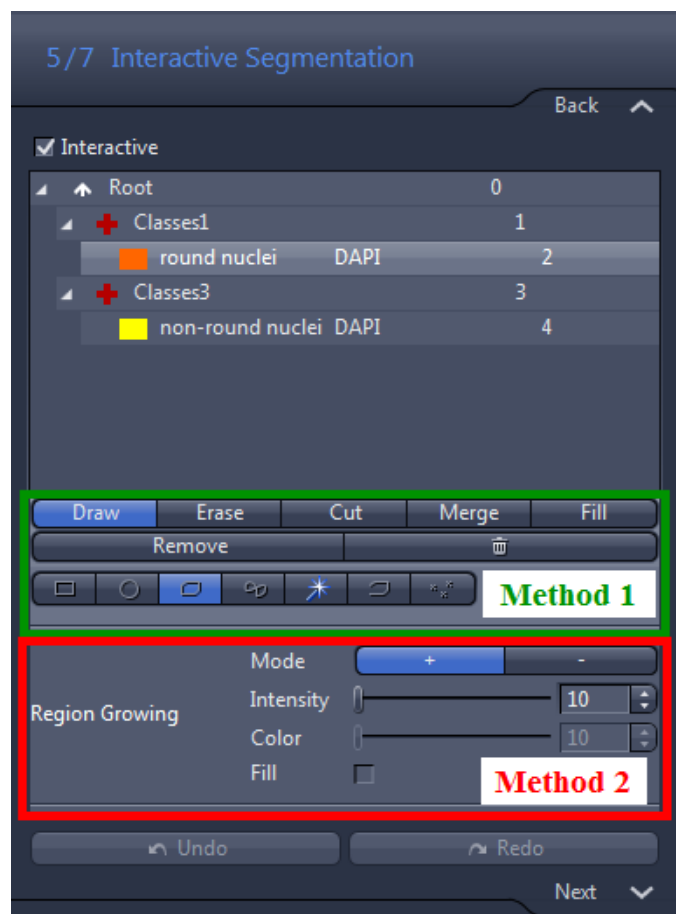 5/7 Interactive Segmentation
Back
Interactive
Root 0
Classes1 1
round nuclei DAPI 2
Classes3 3
non-round nuclei DAPI 4
Draw Erase Cut Merge Fill
Remove
Method 1
Mode + -
Intensity 10
Region Growing
Color 10
Fill
Method 2
Undo Redo
Next